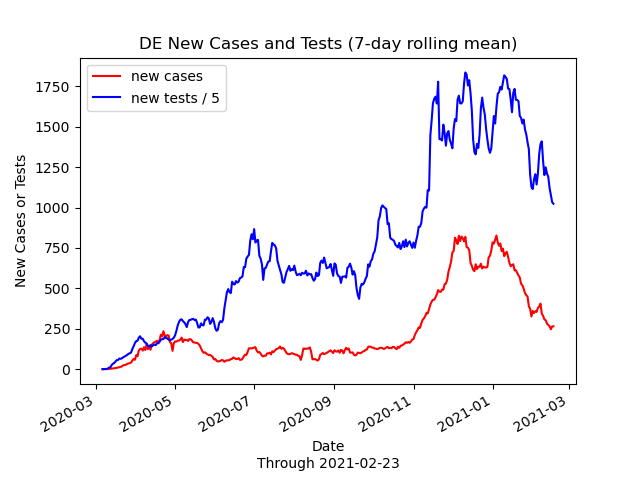 DE New Cases and Tests (7-day rolling mean)
new cases
new tests / 5
New Cases or Tests
1750
1500
1250
1000
750
500
250
0
2020-03
2020-05
2020-07
2020-09
2020-11
2021-01
2021-03
Date
Through 2021-02-23